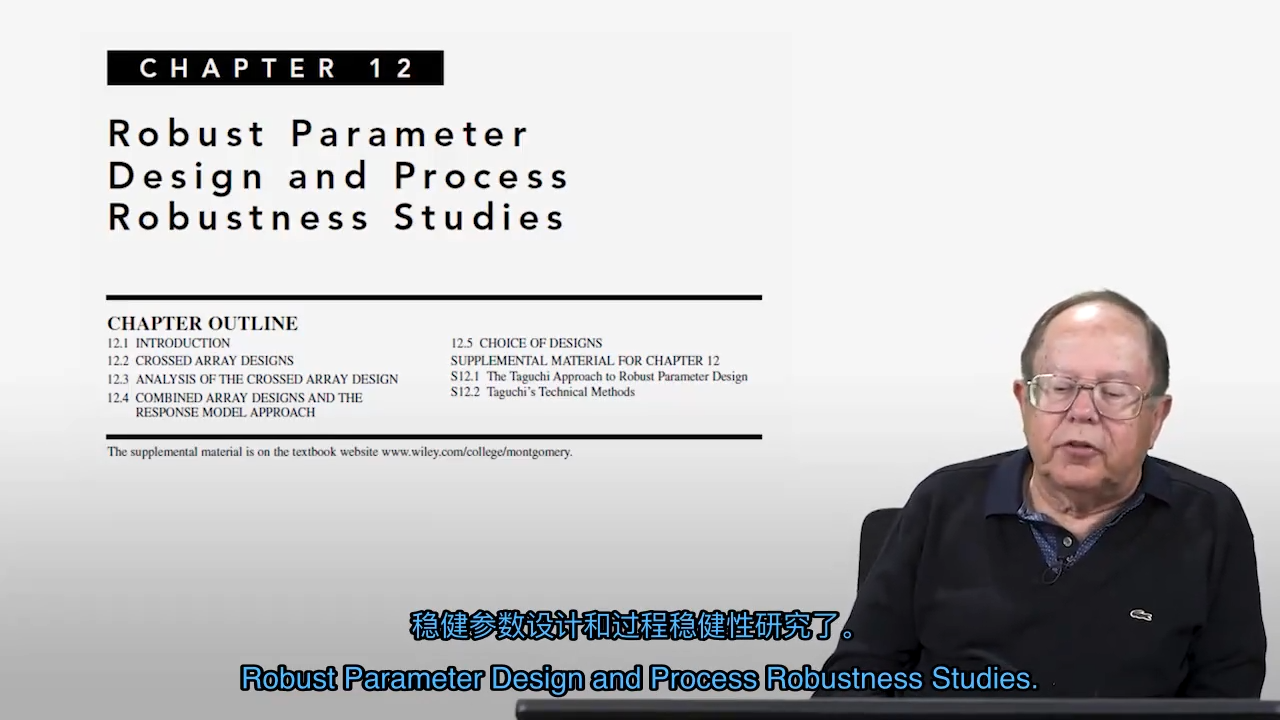 CHAPTER 12
Robust Parameter
Design and Process
Robustness Studies
CHAPTER OUTLINE
12.1 INTRODUCTION
12.2 CROSSED ARRAY DESIGNS
12.3 ANALYSIS OF THE CROSSED ARRAY DESIGN
12.4 COMBINED ARRAY DESIGNS AND THE
RESPONSE MODEL APPROACH
12.5 CHOICE OF DESIGNS
SUPPLEMENTAL MATERIAL FOR CHAPTER 12
S12.1 The Taguchi Approach to Robust Parameter Design
S12.2 Taguchi's Technical Methods
The supplemental material is on the textbook website www.wiley.com/college/montgomery.
稳健参数设计和过程稳健性研究了。
Robust Parameter Design and Process Robustness Studies.